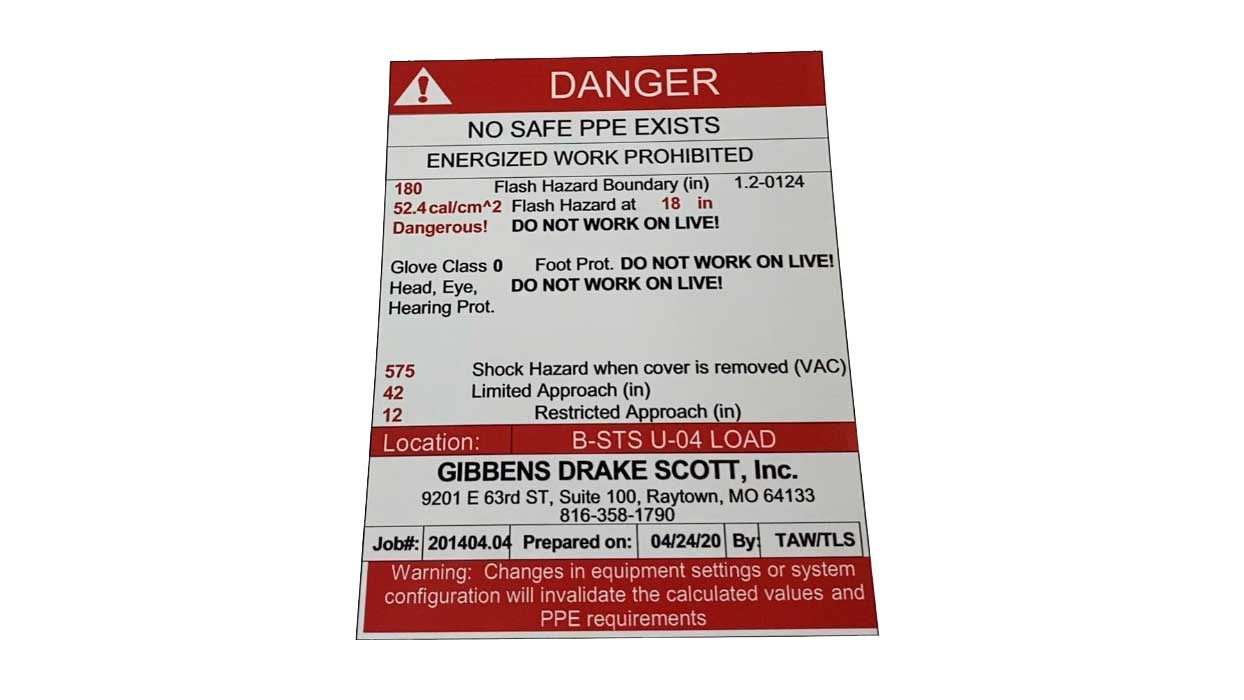 DANGER
NO SAFE PPE EXISTS
ENERGIZED WORK PROHIBITED
180 Flash Hazard Boundary (in) 1.2-0124
52.4 cal/cm^2 Flash Hazard at 18 in
Dangerous! DO NOT WORK ON LIVE!
Glove Class 0 Foot Prot. DO NOT WORK ON LIVE!
Head, Eye, DO NOT WORK ON LIVE!
Hearing Prot.
575 Shock Hazard when cover is removed (VAC)
42 Limited Approach (in)
12 Restricted Approach (in)
Location: B-STS U-04 LOAD
GIBBENS DRAKE SCOTT, Inc.
9201 E 63rd ST, Suite 100, Raytown, MO 64133
816-358-1790
Job#: 201404.04 Prepared on: 04/24/20 By: TAW/TLS
Warning: Changes in equipment settings or system
configuration will invalidate the calculated values and
PPE requirements